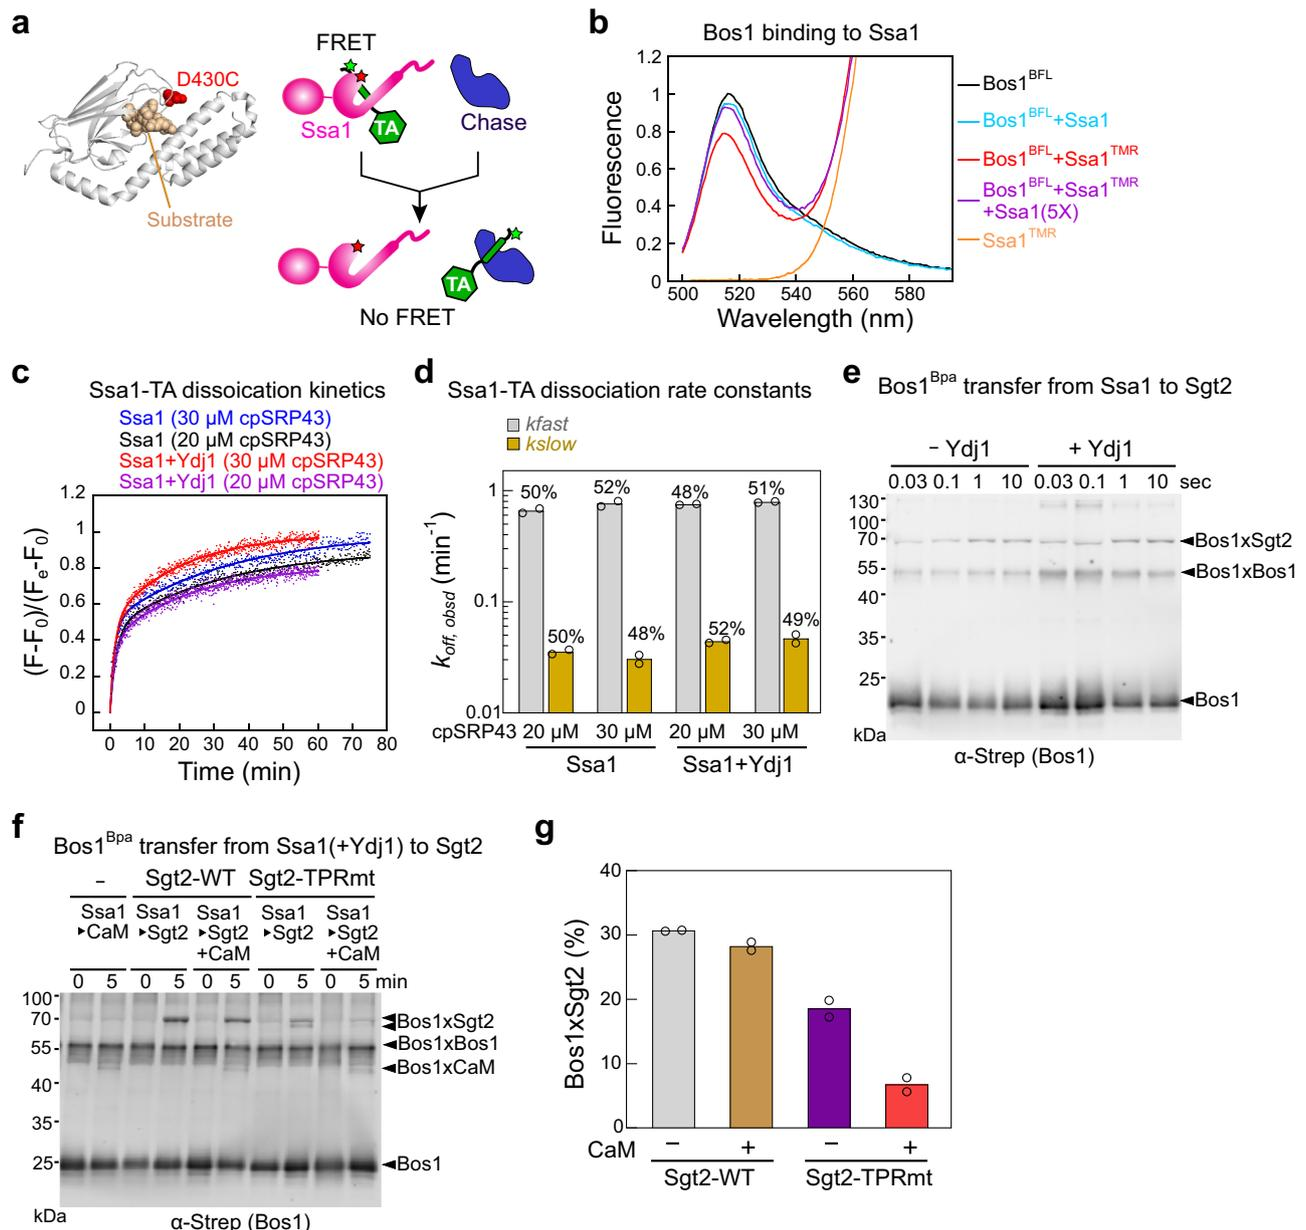 a
FRET
D430C
Ssa1
TA
Chase
Substrate
TA
No FRET
b
Bos1 binding to Ssa1
1.2
1
0.8
0.6
0.4
0.2
0
Fluorescence
500 520 540 560 580
Wavelength (nm)
Bos1BFL
Bos1BFL+Ssa1
Bos1BFL+Ssa1TMR
Bos1BFL+Ssa1TMR
+Ssa1(5X)
Ssa1TMR
c
Ssa1-TA dissoication kinetics
Ssa1 (30 µM cpSRP43)
Ssa1 (20 µM cpSRP43)
Ssa1+Ydj1 (30 µM cpSRP43)
Ssa1+Ydj1 (20 µM cpSRP43)
1.2
1
0.8
0.6
0.4
0.2
0
(F-F0)/(Fe-F0)
0 10 20 30 40 50 60 70 80
Time (min)
d
Ssa1-TA dissociation rate constants
kfast
kslow
1
0.1
0.01
koff, obsd (min-1)
50% 52% 48% 51%
50% 48% 52% 49%
cpSRP43 20 µM 30 µM 20 µM 30 µM
Ssa1 Ssa1+Ydj1
e
Bos1Bpa transfer from Ssa1 to Sgt2
− Ydj1 + Ydj1
0.03 0.1 1 10 0.03 0.1 1 10 sec
130
100
70
55
40
35
25
kDa
Bos1xSgt2
Bos1xBos1
Bos1
α-Strep (Bos1)
f
Bos1Bpa transfer from Ssa1(+Ydj1) to Sgt2
– Sgt2-WT Sgt2-TPRmt
Ssa1 Ssa1 Ssa1 Ssa1 Ssa1
▸CaM ▸Sgt2 ▸Sgt2 ▸Sgt2 ▸Sgt2
+CaM +CaM
0 5 0 5 0 5 0 5 0 5 min
100
70
55
40
35
25
kDa
Bos1xSgt2
Bos1xBos1
Bos1xCaM
Bos1
α-Strep (Bos1)
g
40
30
20
10
0
Bos1xSgt2 (%)
CaM − + − +
Sgt2-WT Sgt2-TPRmt